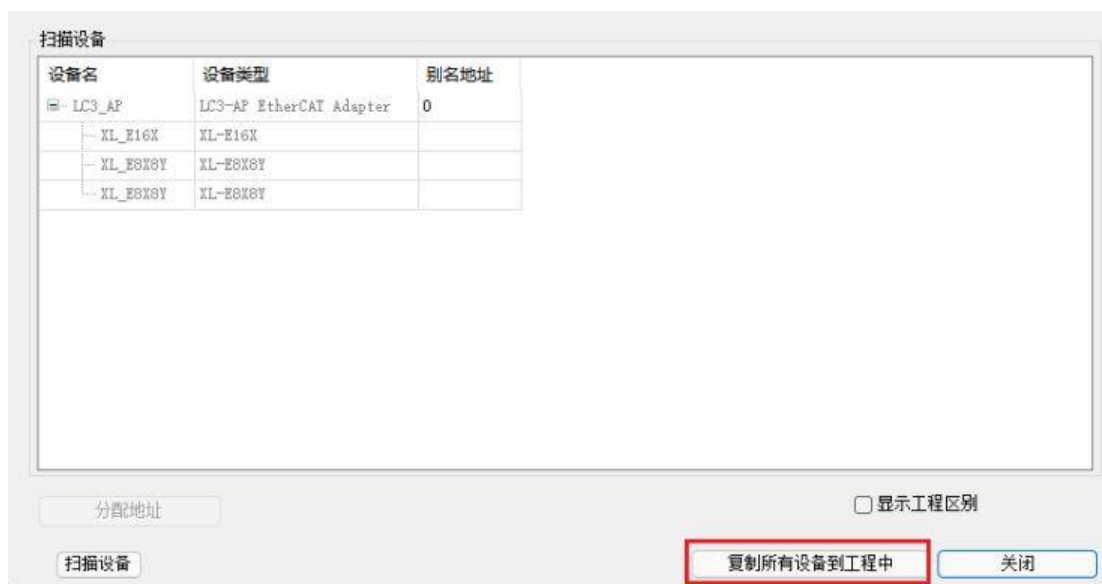 扫描设备
设备名 设备类型 别名地址
LC3_AP LC3-AP EtherCAT Adapter 0
XL_E16X XL-E16X
XL_E8X8Y XL-E8X8Y
XL_E8X8Y XL-E8X8Y
分配地址 显示工程区别
扫描设备 复制所有设备到工程中 关闭